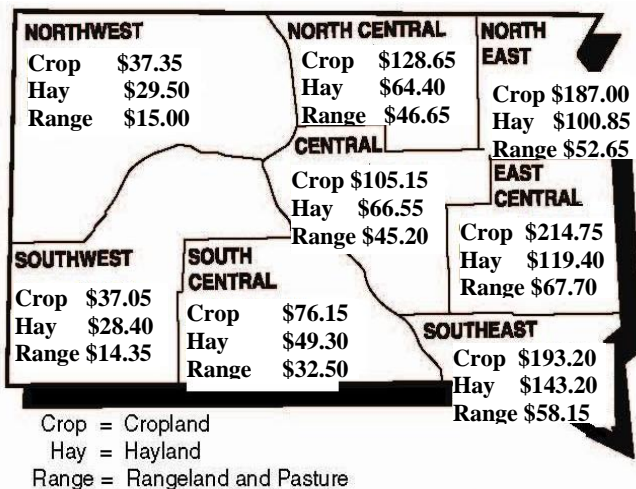 NORTHWEST
Crop $37.35
Hay $29.50
Range $15.00
NORTH CENTRAL
Crop $128.65
Hay $64.40
Range $46.65
NORTH
EAST
Crop $187.00
Hay $100.85
Range $52.65
CENTRAL
Crop $105.15
Hay $66.55
Range $45.20
EAST
CENTRAL
Crop $214.75
Hay $119.40
Range $67.70
SOUTHWEST
Crop $37.05
Hay $28.40
Range $14.35
SOUTH
CENTRAL
Crop $76.15
Hay $49.30
Range $32.50
SOUTHEAST
Crop $193.20
Hay $143.20
Range $58.15
Crop = Cropland
Hay = Hayland
Range = Rangeland and Pasture